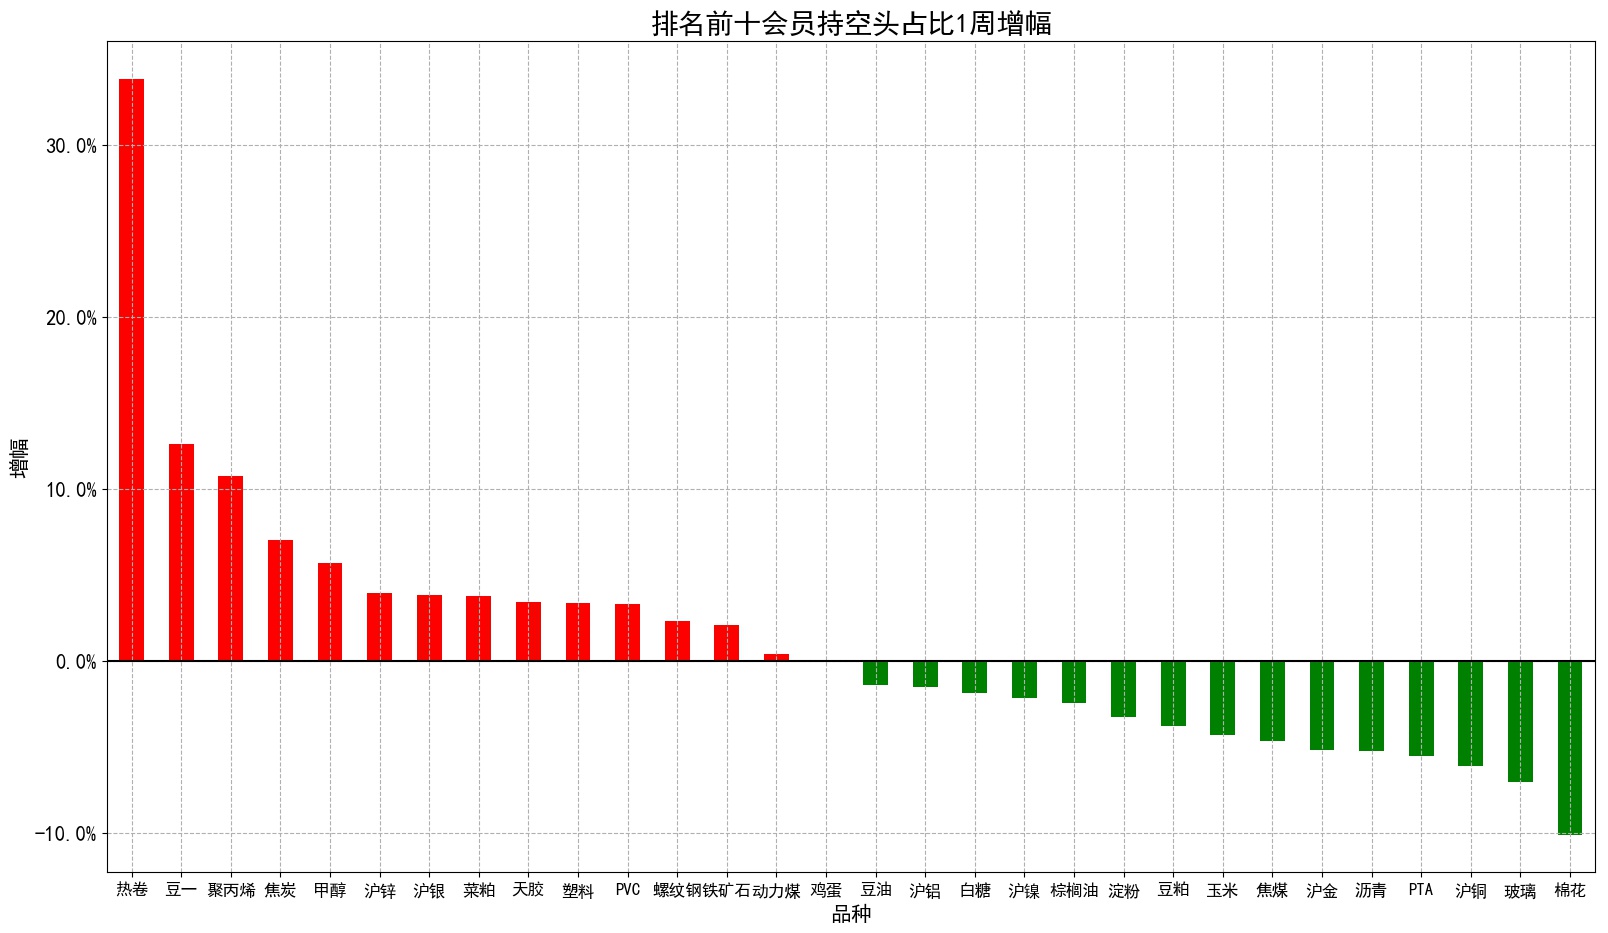 排名前十会员持空头占比1周增幅
增幅
30.0%
20.0%
10.0%
0.0%
−10.0%
热卷 豆一 聚丙烯 焦炭 甲醇 沪锌 沪银 菜粕 天胶 塑料 PVC 螺纹钢 铁矿石 动力煤 鸡蛋 豆油 沪铝 白糖 沪镍 棕榈油 淀粉 豆粕 玉米 焦煤 沪金 沥青 PTA 沪铜 玻璃 棉花
品种